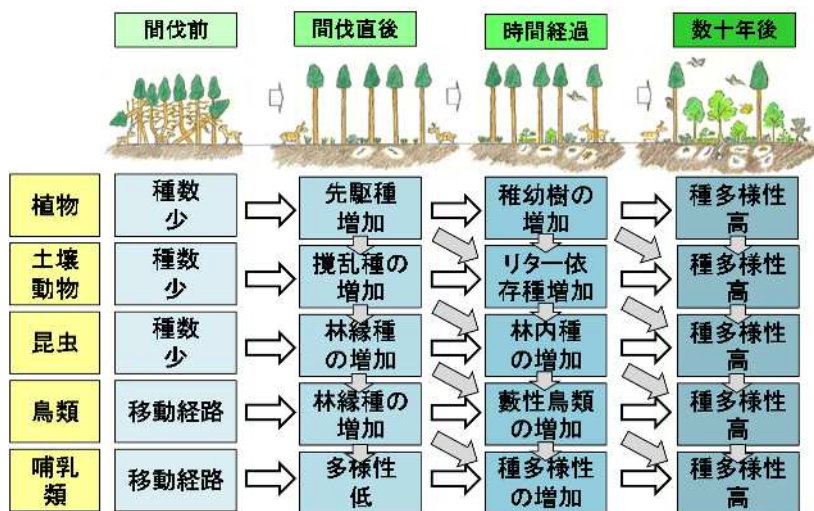 間伐前
間伐直後
時間経過
数十年後
植物
種数
少
先駆種
増加
稚幼樹の
増加
種多様性
高
土壌
動物
種数
少
撹乱種の
増加
リター依
存種増加
種多様性
高
昆虫
種数
少
林縁種
の増加
林内種
の増加
種多様性
高
鳥類
移動経路
林縁種の
増加
藪性鳥類
の増加
種多様性
高
哺乳
類
移動経路
多様性
低
種多様性
の増加
種多様性
高